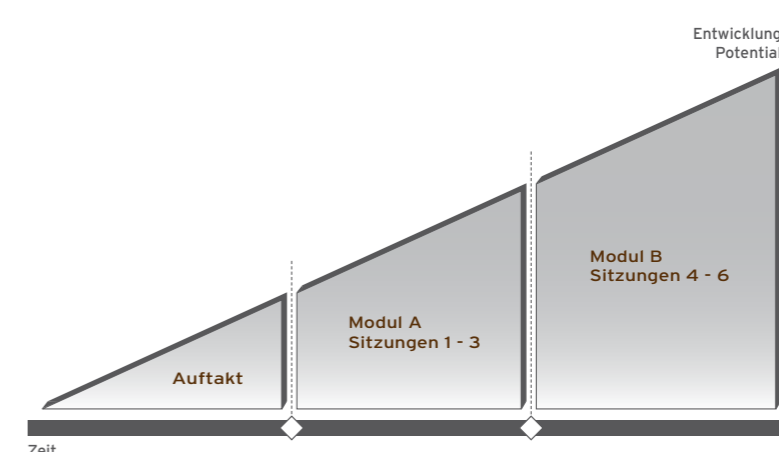 Entwicklung
Potential
Modul B
Sitzungen 4 - 6
Modul A
Sitzungen 1 - 3
Auftakt
Zeit